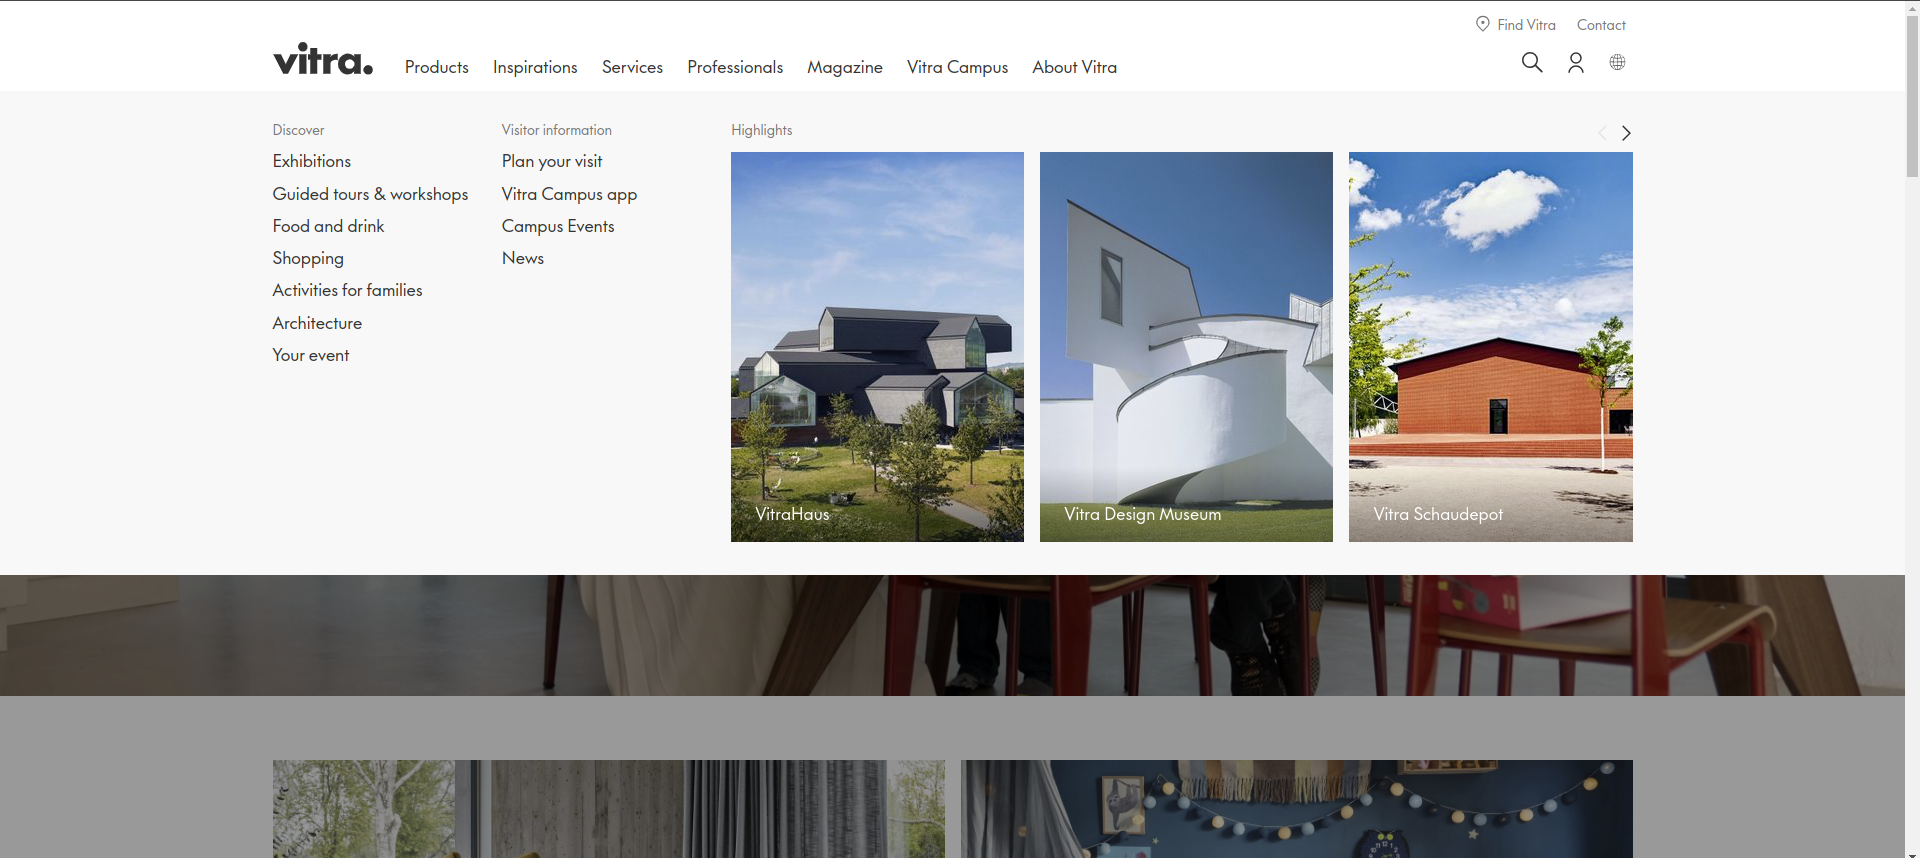 Find Vitra Contact
vitra. Products Inspirations Services Professionals Magazine Vitra Campus About Vitra
Discover
Exhibitions
Guided tours & workshops
Food and drink
Shopping
Activities for families
Architecture
Your event
Visitor information
Plan your visit
Vitra Campus app
Campus Events
News
Highlights
VitraHaus
Vitra Design Museum
Vitra Schaudepot